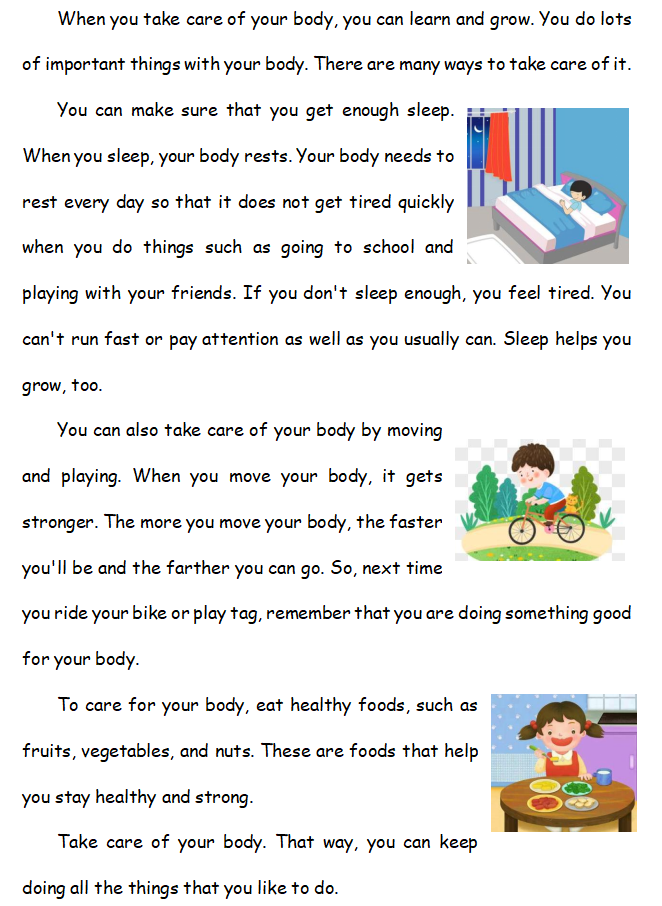 When you take care of your body, you can learn and grow. You do lots
of important things with your body. There are many ways to take care of it.
You can make sure that you get enough sleep.
When you sleep, your body rests. Your body needs to
rest every day so that it does not get tired quickly
when you do things such as going to school and
playing with your friends. If you don't sleep enough, you feel tired. You
can't run fast or pay attention as well as you usually can. Sleep helps you
grow, too.
You can also take care of your body by moving
and playing. When you move your body, it gets
stronger. The more you move your body, the faster
you'll be and the farther you can go. So, next time
you ride your bike or play tag, remember that you are doing something good
for your body.
To care for your body, eat healthy foods, such as
fruits, vegetables, and nuts. These are foods that help
you stay healthy and strong.
Take care of your body. That way, you can keep
doing all the things that you like to do.